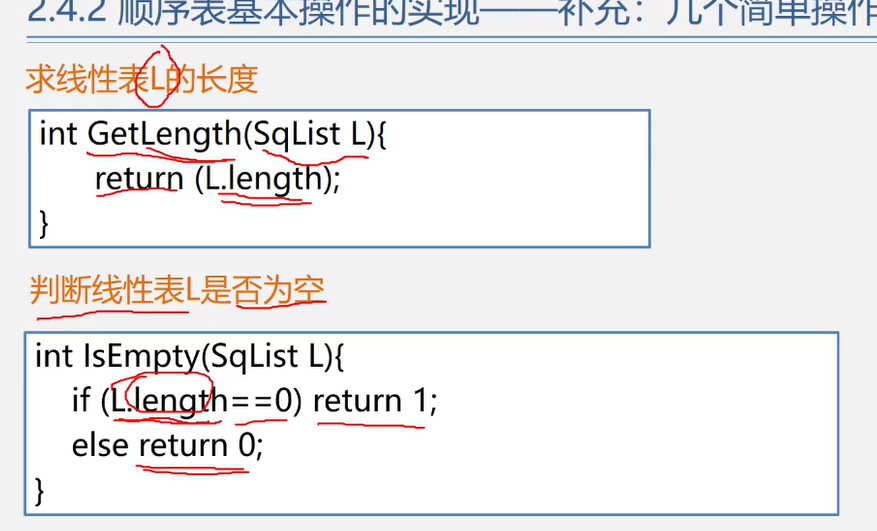 2.4.2 顺序表基本操作的实现——补充：几个简单操作
求线性表L的长度
int GetLength(SqList L){
return (L.length);
}
判断线性表L是否为空
int IsEmpty(SqList L){
if (L.length==0) return 1;
else return 0;
}